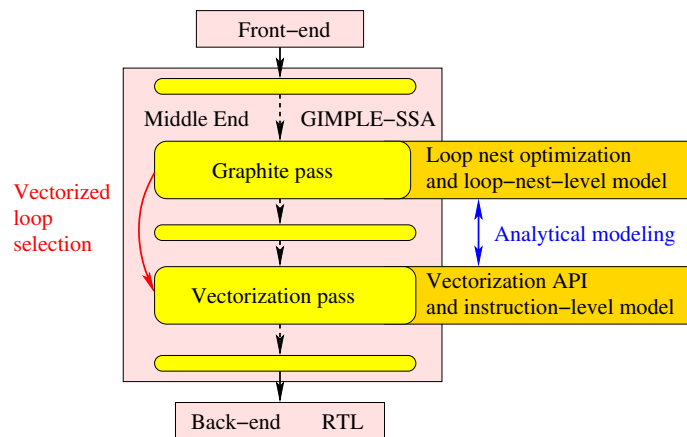 Front−end
Middle End GIMPLE−SSA
Graphite pass
Loop nest optimization
and loop−nest−level model
Vectorized
loop
selection
Analytical modeling
Vectorization pass
Vectorization API
and instruction−level model
Back−end RTL